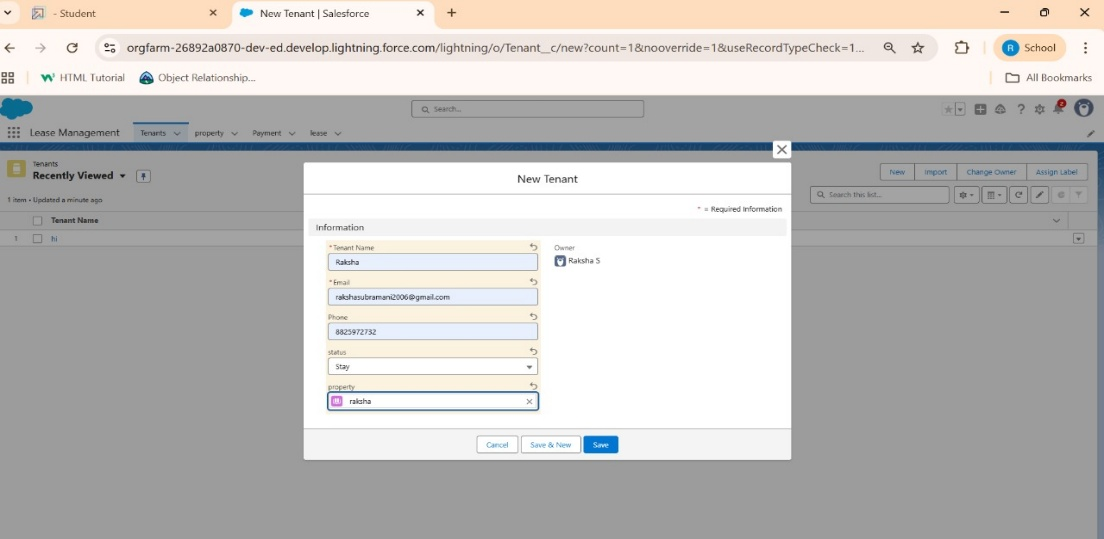 - Student
New Tenant | Salesforce
orgfarm-26892a0870-dev-ed.develop.lightning.force.com/lightning/o/Tenant__c/new?count=1&nooverride=1&useRecordTypeCheck=1...
R School
HTML Tutorial
Object Relationship...
All Bookmarks
Search...
2
Lease Management
Tenants
property
Payment
lease
Tenants
Recently Viewed
New
Import
Change Owner
Assign Label
1 item • Updated a minute ago
Search this list...
Tenant Name
1 hi
New Tenant
* = Required Information
Information
*Tenant Name
Raksha
Owner
Raksha S
*Email
rakshasubramani2006@gmail.com
Phone
8825972732
status
Stay
property
raksha
Cancel
Save & New
Save